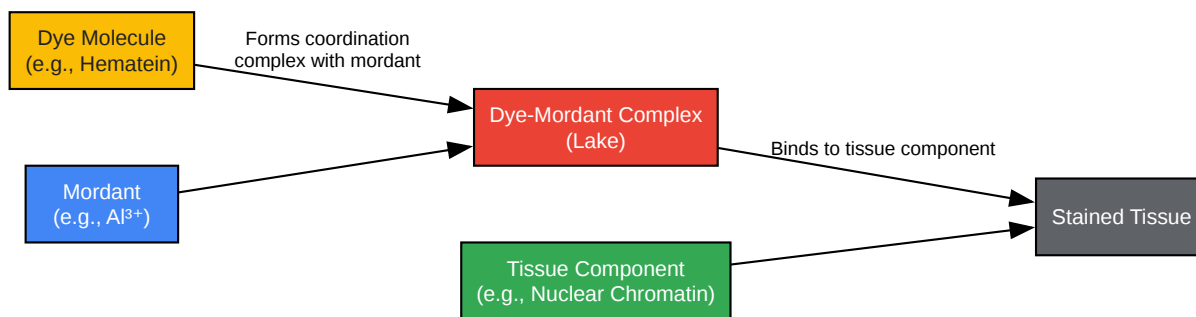 Dye Molecule
(e.g., Hematein)
Forms coordination
complex with mordant
Mordant
(e.g., Al³⁺)
Dye-Mordant Complex
(Lake)
Binds to tissue component
Tissue Component
(e.g., Nuclear Chromatin)
Stained Tissue